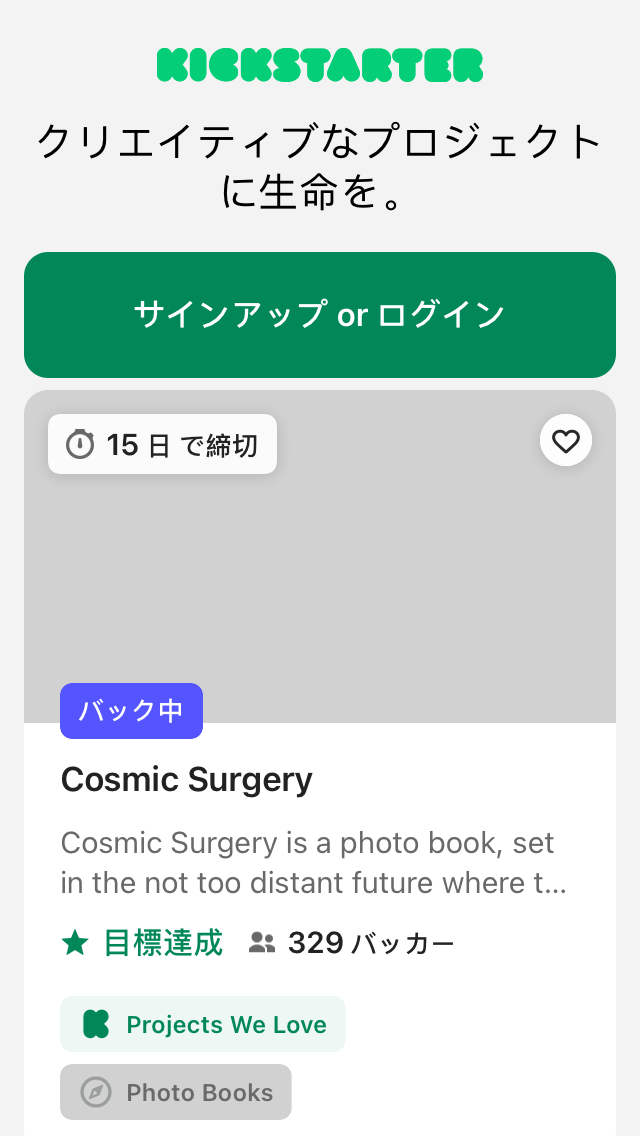 KICKSTARTER
クリエイティブなプロジェクト
に生命を。
サインアップ or ログイン
15 日 で締切
バック中
Cosmic Surgery
Cosmic Surgery is a photo book, set
in the not too distant future where t...
目標達成 329 バッカー
Projects We Love
Photo Books